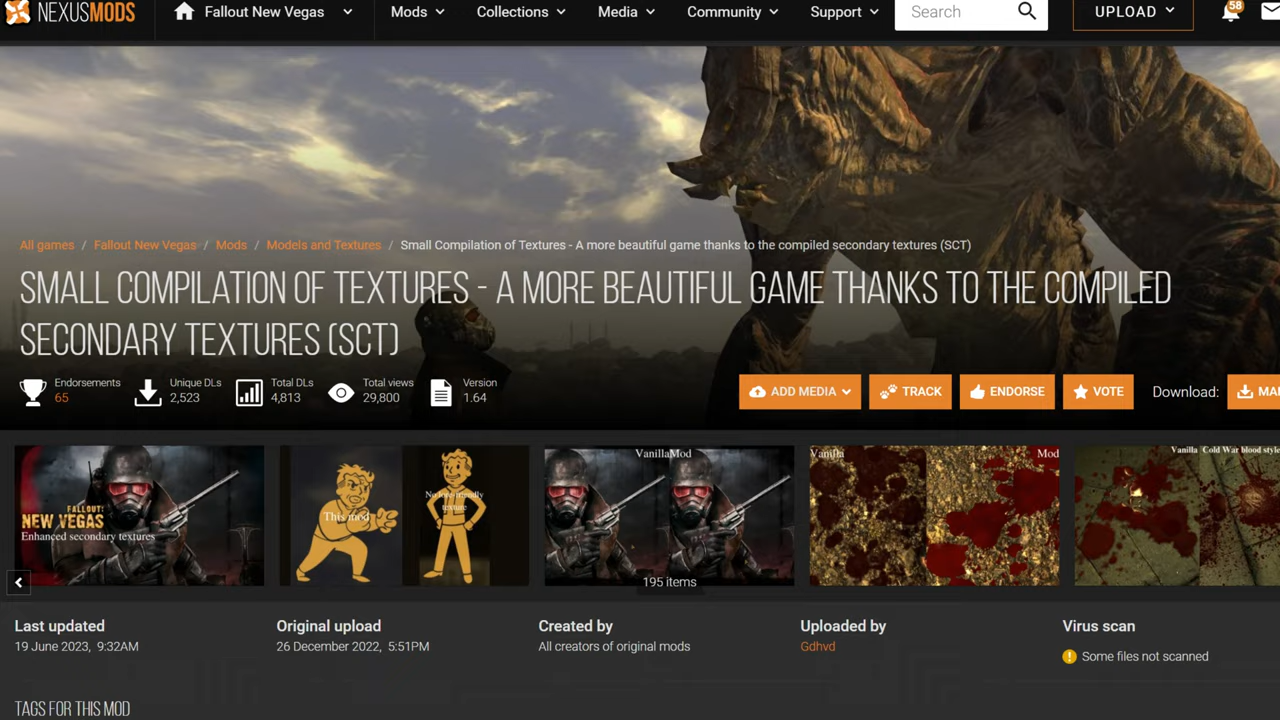 NEXUSMODS
Fallout New Vegas
Mods
Collections
Media
Community
Support
Search
UPLOAD
58
All games / Fallout New Vegas / Mods / Models and Textures / Small Compilation of Textures - A more beautiful game thanks to the compiled secondary textures (SCT)
SMALL COMPILATION OF TEXTURES - A MORE BEAUTIFUL GAME THANKS TO THE COMPILED
SECONDARY TEXTURES (SCT)
Endorsements
65
Unique DLs
2,523
Total DLs
4,813
Total views
29,800
Version
1.64
ADD MEDIA
TRACK
ENDORSE
VOTE
Download:
FALLOUT:
NEW VEGAS
Enhanced secondary textures
This mod
No lore-friendly
texture
VanillaMod
195 items
Vanilla
Mod
Vanilla Cold War blood style
Last updated
19 June 2023, 9:32AM
Original upload
26 December 2022, 5:51PM
Created by
All creators of original mods
Uploaded by
Gdhvd
Virus scan
Some files not scanned
TAGS FOR THIS MOD